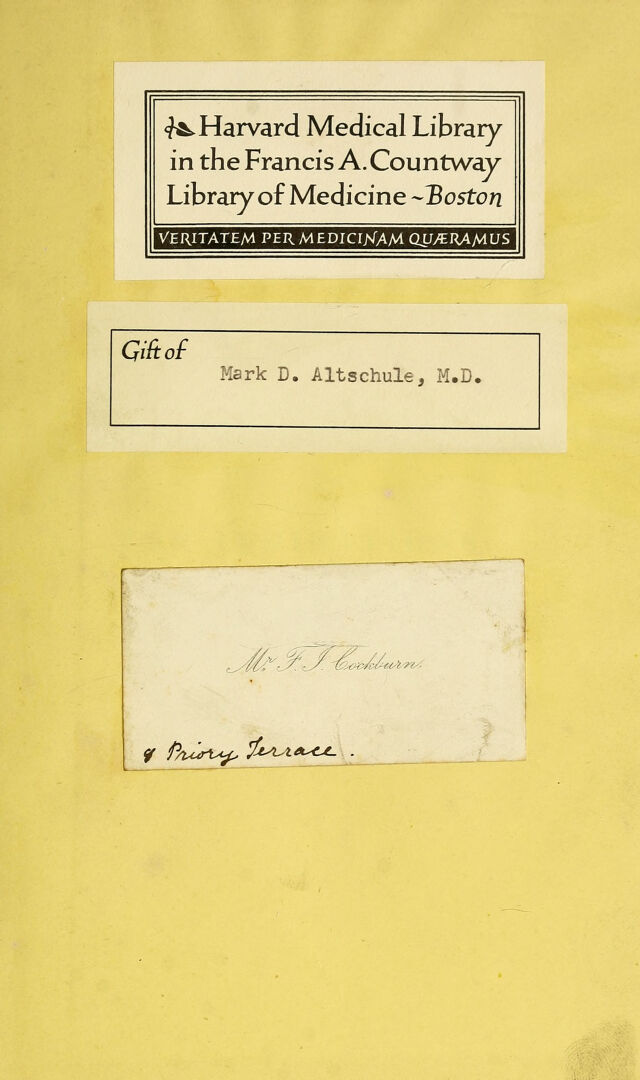 Harvard Medical Library
in the Francis A. Countway
Library of Medicine ~ Boston
VERITATEM PER MEDICINAM QUÆRAMUS
Gift of
Mark D. Altschule, M.D.
Mr. F. J. Cockburn.
Priory Terrace.